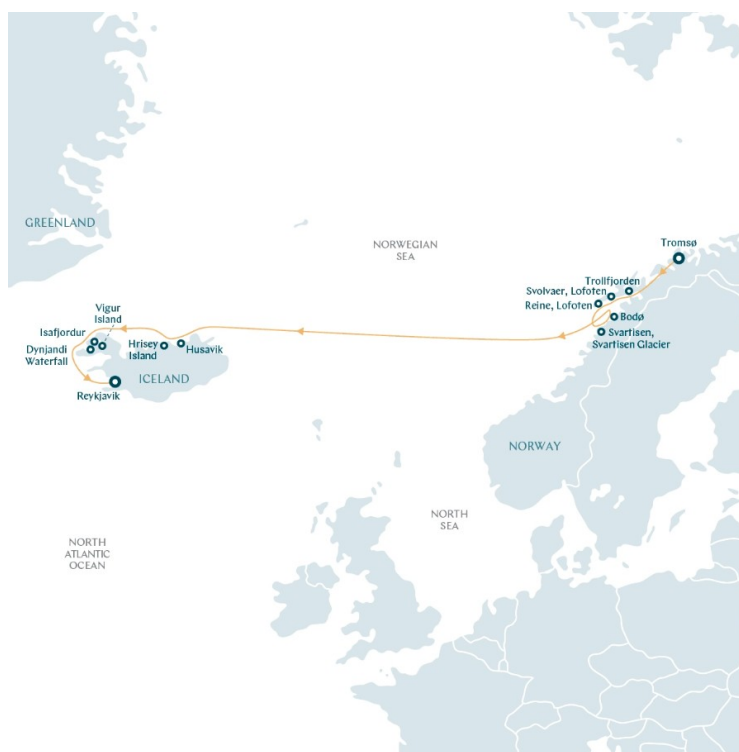 GREENLAND
NORWEGIAN
SEA
Tromsø
Trollfjorden
Svolvaer, Lofoten
Reine, Lofoten
Bodø
Svartisen,
Svartisen Glacier
Vigur
Island
Isafjordur
Dynjandi
Waterfall
Hrisey
Island
Husavik
ICELAND
Reykjavik
NORWAY
NORTH
SEA
NORTH
ATLANTIC
OCEAN